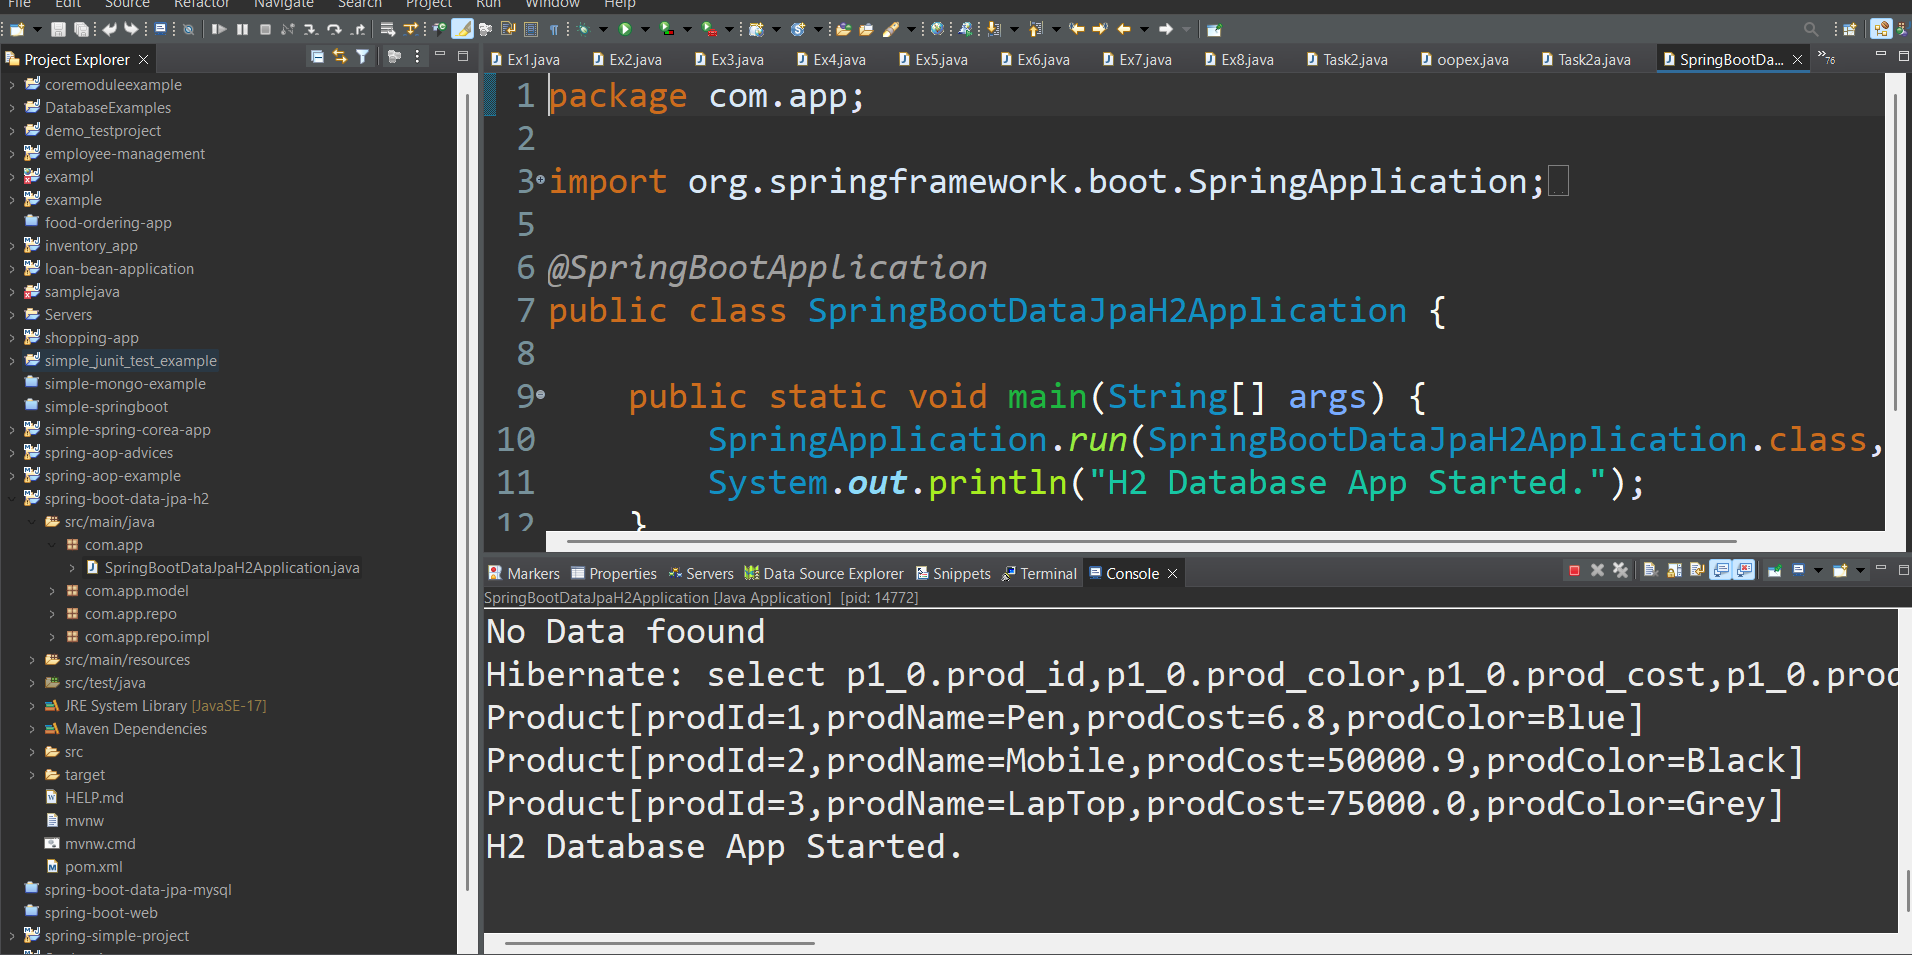 File Edit Source Refactor Navigate Search Project Run Window Help
Project Explorer
coremoduleexample
DatabaseExamples
demo_testproject
employee-management
exampl
example
food-ordering-app
inventory_app
loan-bean-application
samplejava
Servers
shopping-app
simple_junit_test_example
simple-mongo-example
simple-springboot
simple-spring-corea-app
spring-aop-advices
spring-aop-example
spring-boot-data-jpa-h2
src/main/java
com.app
SpringBootDataJpaH2Application.java
com.app.model
com.app.repo
com.app.repo.impl
src/main/resources
src/test/java
JRE System Library [JavaSE-17]
Maven Dependencies
src
target
HELP.md
mvnw
mvnw.cmd
pom.xml
spring-boot-data-jpa-mysql
spring-boot-web
spring-simple-project
Ex1.java Ex2.java Ex3.java Ex4.java Ex5.java Ex6.java Ex7.java Ex8.java Task2.java oopex.java Task2a.java SpringBootDa... »76
1 package com.app;
2
3 import org.springframework.boot.SpringApplication;
5
6 @SpringBootApplication
7 public class SpringBootDataJpaH2Application {
8
9 public static void main(String[] args) {
10 SpringApplication.run(SpringBootDataJpaH2Application.class,
11 System.out.println("H2 Database App Started.");
12 }
Markers Properties Servers Data Source Explorer Snippets Terminal Console
SpringBootDataJpaH2Application [Java Application] [pid: 14772]
No Data foound
Hibernate: select p1_0.prod_id,p1_0.prod_color,p1_0.prod_cost,p1_0.prod
Product[prodId=1,prodName=Pen,prodCost=6.8,prodColor=Blue]
Product[prodId=2,prodName=Mobile,prodCost=50000.9,prodColor=Black]
Product[prodId=3,prodName=LapTop,prodCost=75000.0,prodColor=Grey]
H2 Database App Started.